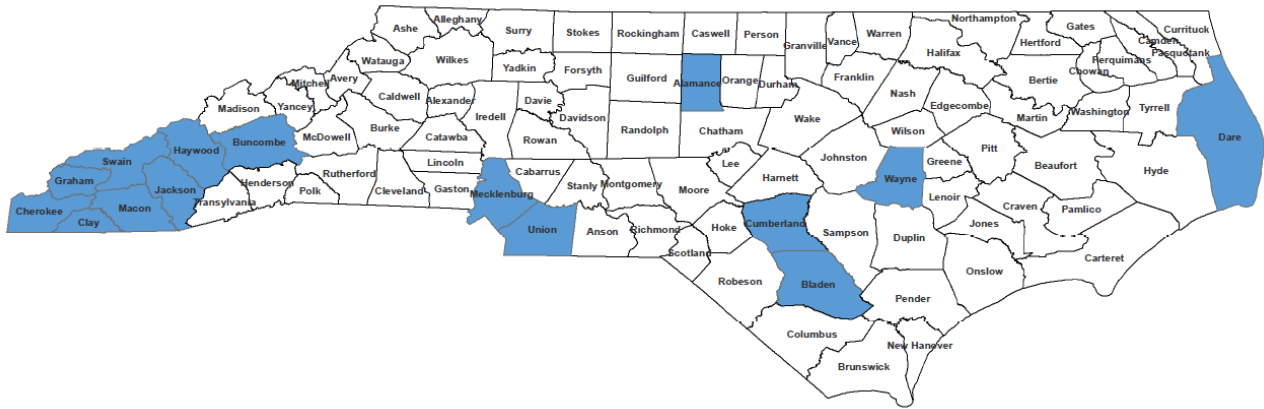 Ashe
Alleghany
Surry
Stokes
Rockingham
Caswell
Person
Granville
Vance
Warren
Northampton
Gates
Currituck
Camden
Pasquotank
Hertford
Halifax
Perquimans
Chowan
Watauga
Wilkes
Yadkin
Forsyth
Guilford
Alamance
Orange
Durham
Franklin
Bertie
Nash
Edgecombe
Mitchell
Avery
Madison
Yancey
Caldwell
Alexander
Iredell
Davie
Davidson
Martin
Washington
Tyrrell
Dare
Wake
Randolph
Chatham
Wilson
Buncombe
McDowell
Burke
Catawba
Rowan
Haywood
Swain
Pitt
Johnston
Lee
Greene
Beaufort
Hyde
Lincoln
Cabarrus
Graham
Jackson
Henderson
Rutherford
Polk
Cleveland
Gaston
Mecklenburg
Stanly
Montgomery
Moore
Harnett
Wayne
Lenoir
Craven
Pamlico
Transylvania
Cherokee
Macon
Clay
Union
Anson
Richmond
Hoke
Cumberland
Sampson
Duplin
Jones
Scotland
Carteret
Onslow
Robeson
Bladen
Pender
Columbus
New Hanover
Brunswick